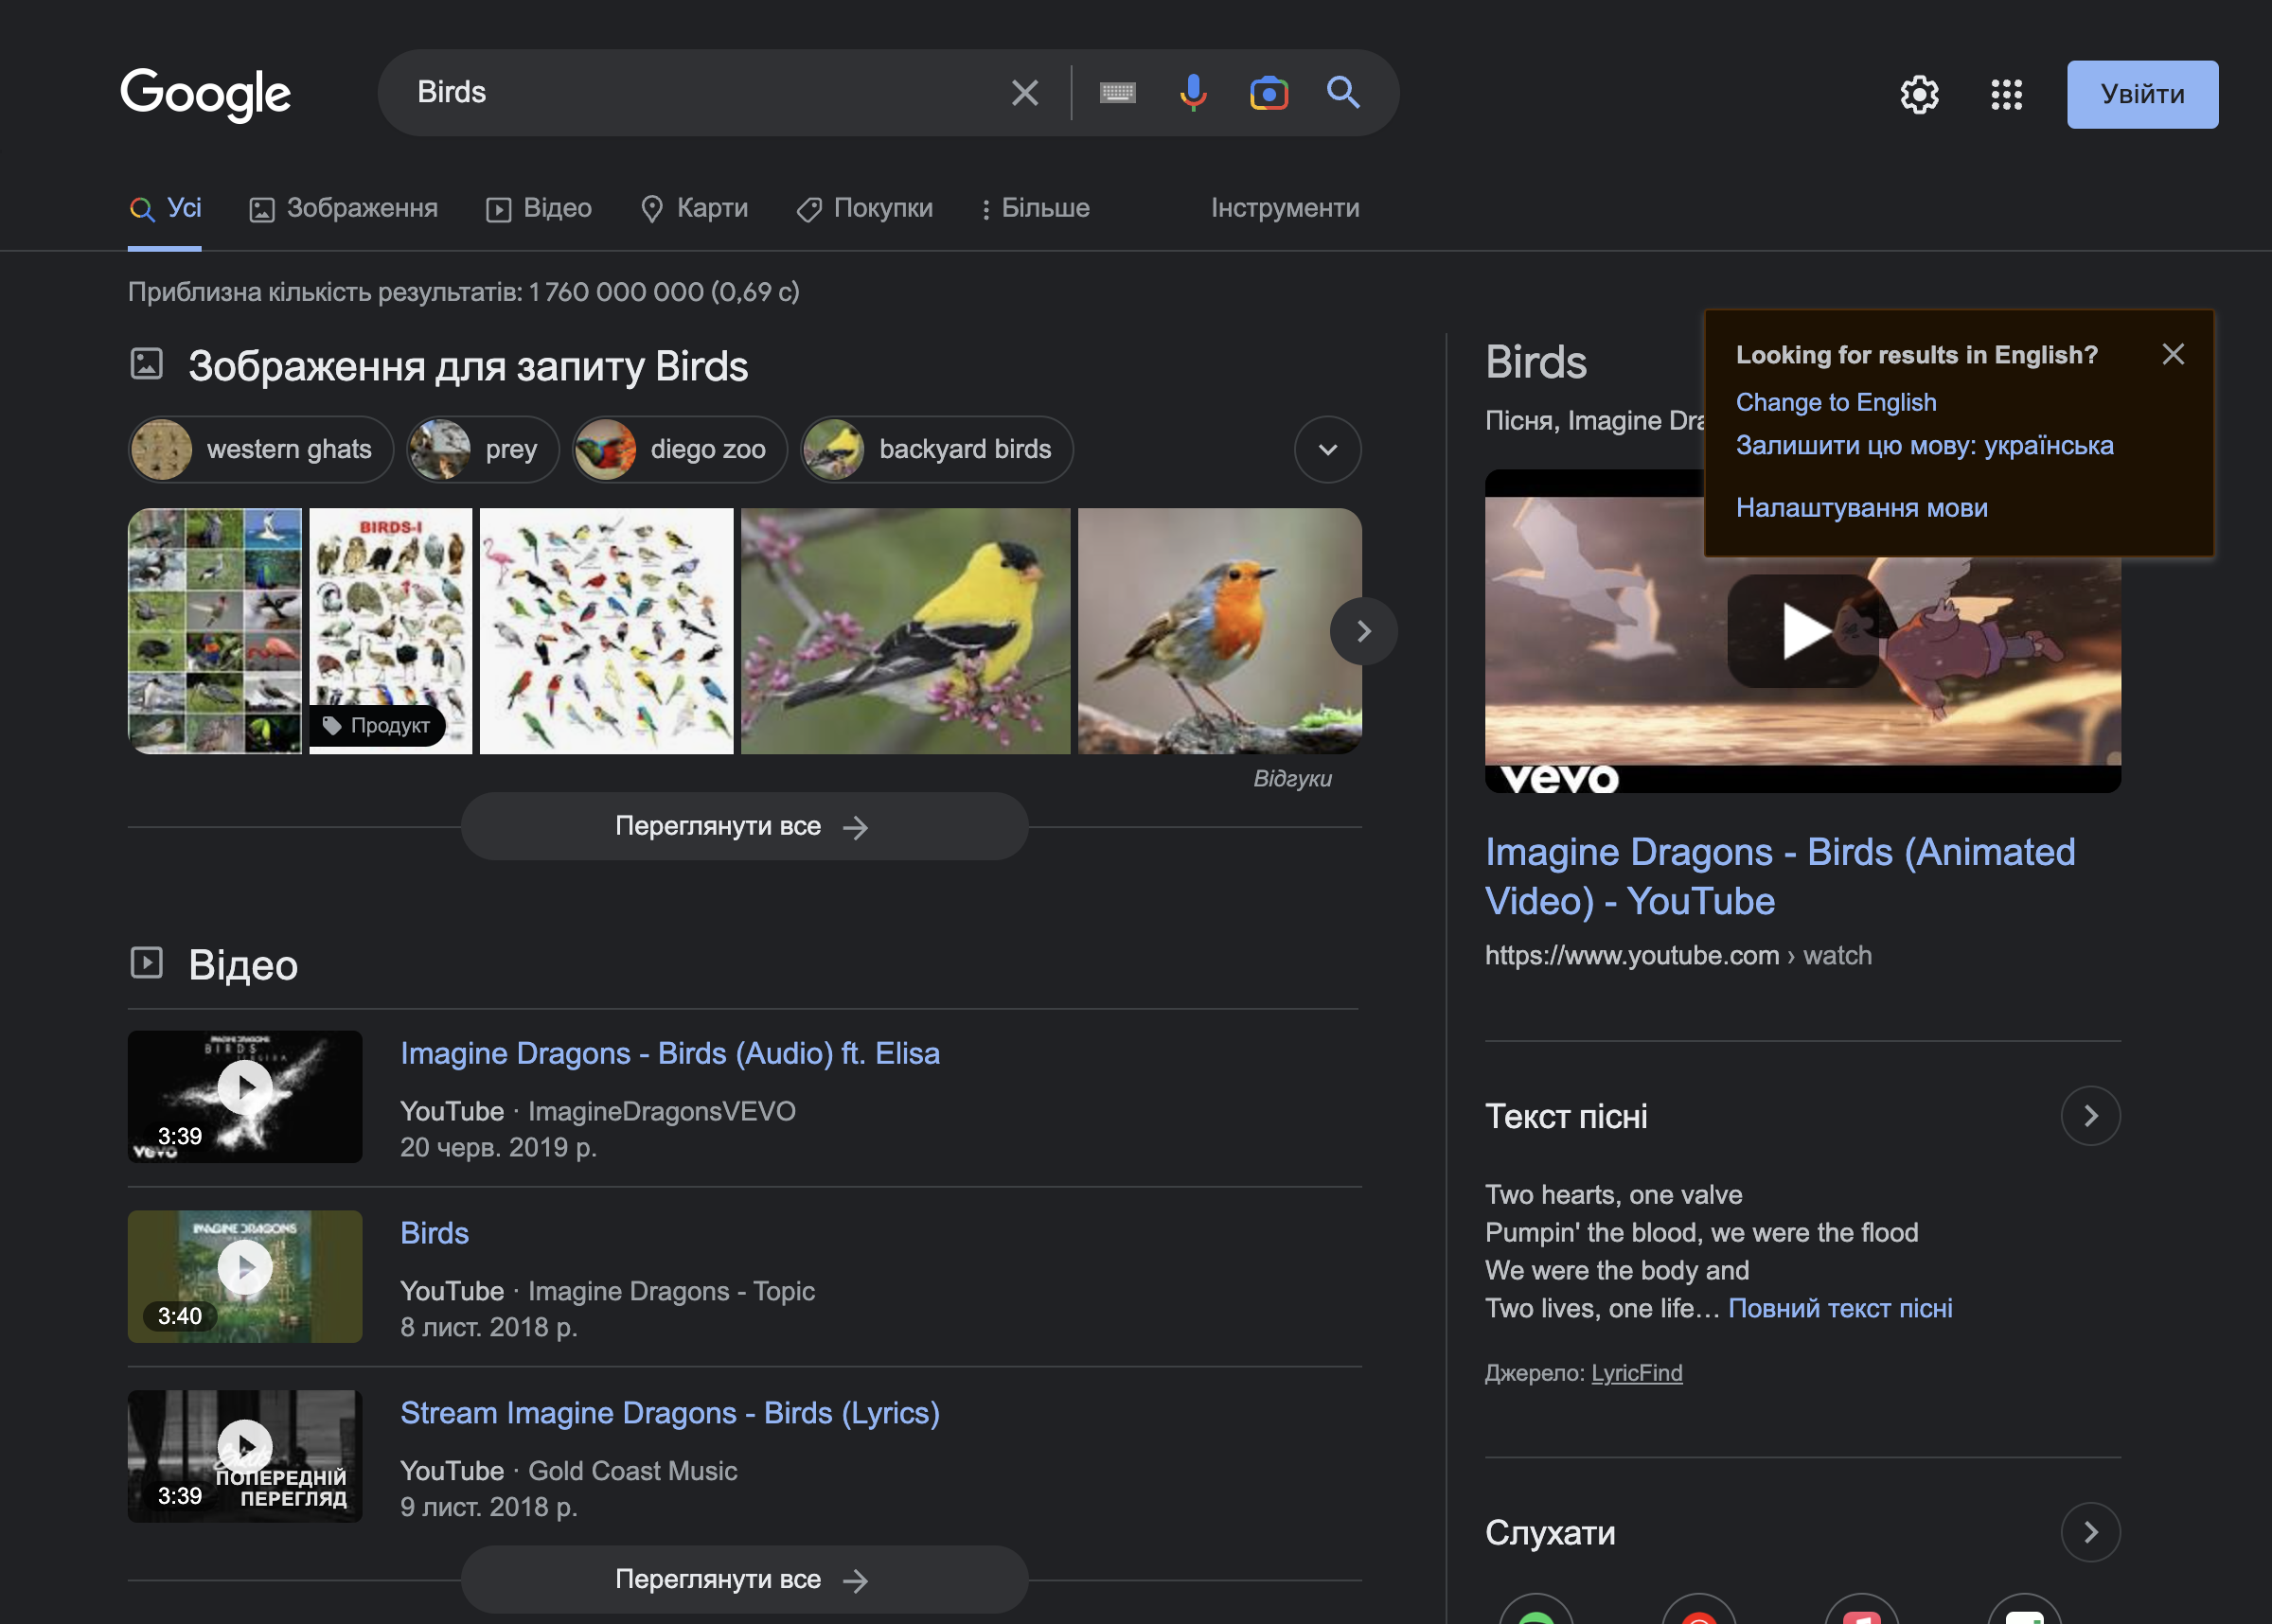 Google
Birds
Увійти
Усі
Зображення
Відео
Карти
Покупки
Більше
Інструменти
Приблизна кількість результатів: 1 760 000 000 (0,69 с)
Зображення для запиту Birds
western ghats
prey
diego zoo
backyard birds
BIRDS-I
Продукт
Відгуки
Переглянути все
Відео
IMAGINE DRAGONS
BIRDS
3:39
vevo
Imagine Dragons - Birds (Audio) ft. Elisa
YouTube · ImagineDragonsVEVO
20 черв. 2019 р.
IMAGINE DRAGONS
3:40
Birds
YouTube · Imagine Dragons - Topic
8 лист. 2018 р.
Birds
ПОПЕРЕДНІЙ
ПЕРЕГЛЯД
3:39
Stream Imagine Dragons - Birds (Lyrics)
YouTube · Gold Coast Music
9 лист. 2018 р.
Переглянути все
Birds
Пісня, Imagine Dra
Looking for results in English?
Change to English
Залишити цю мову: українська
Налаштування мови
vevo
Imagine Dragons - Birds (Animated
Video) - YouTube
https://www.youtube.com › watch
Текст пісні
Two hearts, one valve
Pumpin' the blood, we were the flood
We were the body and
Two lives, one life… Повний текст пісні
Джерело: LyricFind
Слухати